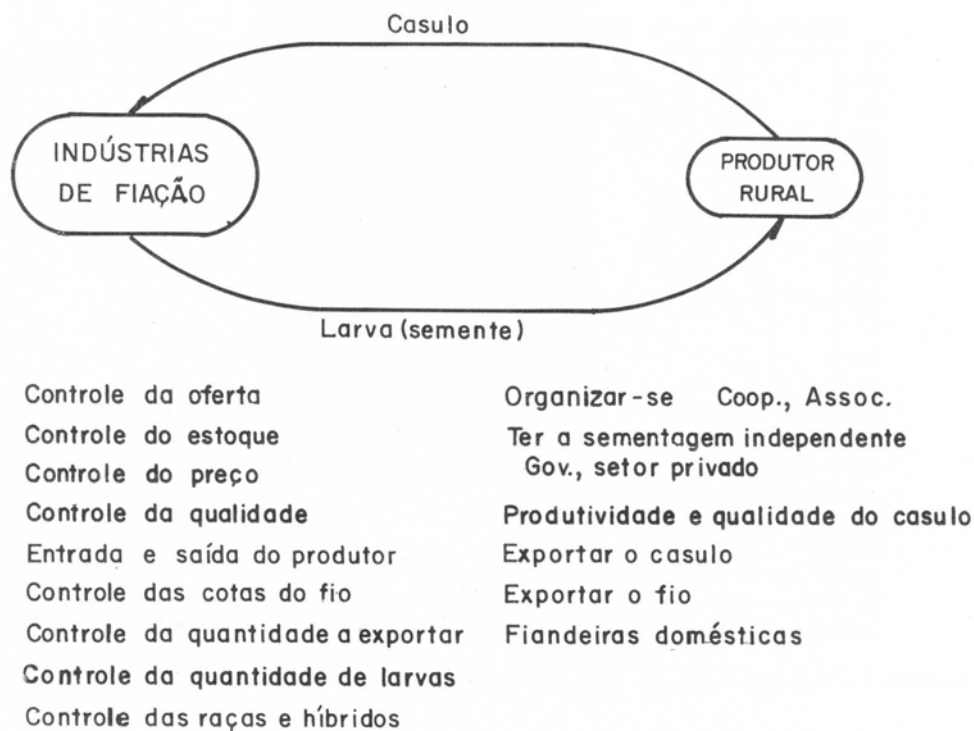 Casulo
INDÚSTRIAS
DE FIAÇÃO
PRODUTOR
RURAL
Larva (semente)
Controle da oferta
Controle do estoque
Controle do preço
Controle da qualidade
Entrada e saída do produtor
Controle das cotas do fio
Controle da quantidade a exportar
Controle da quantidade de larvas
Controle das raças e híbridos
Organizar-se Coop., Assoc.
Ter a sementagem independente
Gov., setor privado
Produtividade e qualidade do casulo
Exportar o casulo
Exportar o fio
Fiandeiras domésticas